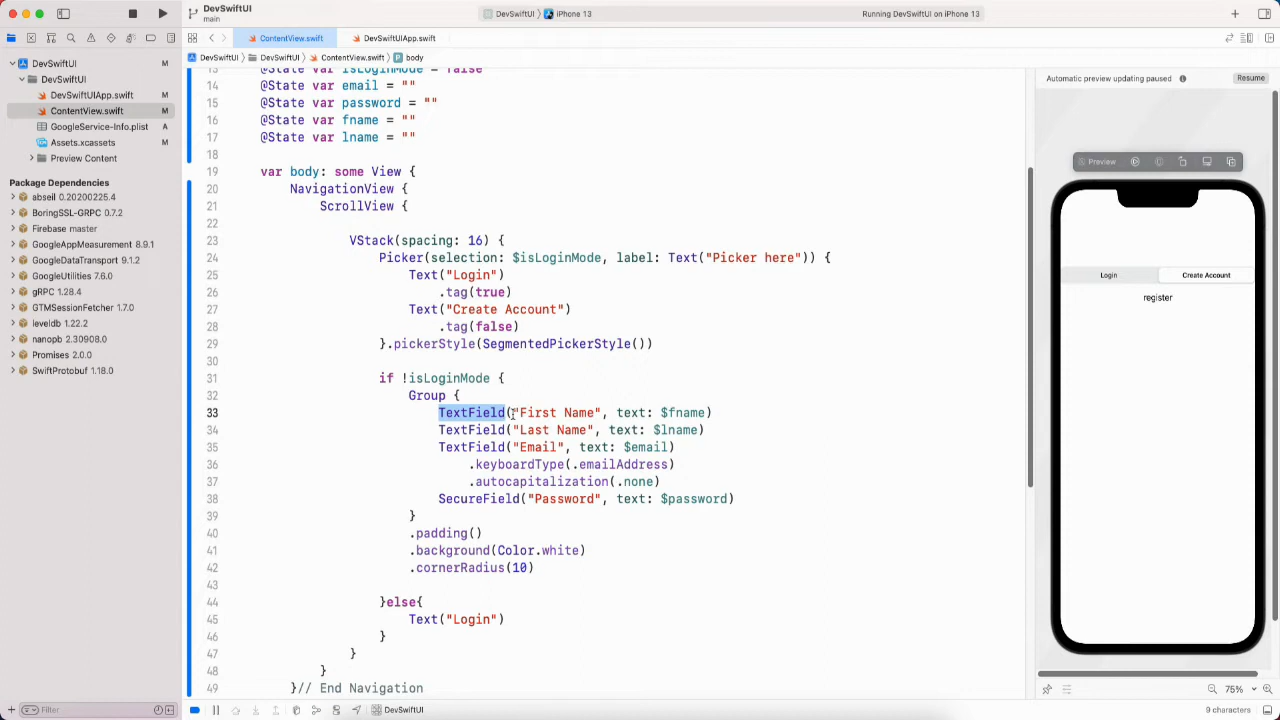 DevSwiftUI
main
DevSwiftUI
iPhone 13
Running DevSwiftUI on iPhone 13
ContentView.swift
DevSwiftUIApp.swift
DevSwiftUI
DevSwiftUI
ContentView.swift
body
DevSwiftUI M
DevSwiftUI
DevSwiftUIApp.swift M
ContentView.swift M
GoogleService-Info.plist A
Assets.xcassets M
Preview Content
Package Dependencies
abseil 0.20200225.4
BoringSSL-GRPC 0.7.2
Firebase master
GoogleAppMeasurement 8.9.1
GoogleDataTransport 9.1.2
GoogleUtilities 7.6.0
gRPC 1.28.4
GTMSessionFetcher 1.7.0
leveldb 1.22.2
nanopb 2.30908.0
Promises 2.0.0
SwiftProtobuf 1.18.0
Filter
13 @State var isLoginMode = false
14 @State var email = ""
15 @State var password = ""
16 @State var fname = ""
17 @State var lname = ""
18
19 var body: some View {
20 NavigationView {
21 ScrollView {
22
23 VStack(spacing: 16) {
24 Picker(selection: $isLoginMode, label: Text("Picker here")) {
25 Text("Login")
26 .tag(true)
27 Text("Create Account")
28 .tag(false)
29 }.pickerStyle(SegmentedPickerStyle())
30
31 if !isLoginMode {
32 Group {
33 TextField("First Name", text: $fname)
34 TextField("Last Name", text: $lname)
35 TextField("Email", text: $email)
36 .keyboardType(.emailAddress)
37 .autocapitalization(.none)
38 SecureField("Password", text: $password)
39 }
40 .padding()
41 .background(Color.white)
42 .cornerRadius(10)
43
44 }else{
45 Text("Login")
46 }
47 }
48 }
49 }// End Navigation
Automatic preview updating paused
Resume
Preview
Login
Create Account
register
75%
DevSwiftUI
9 characters